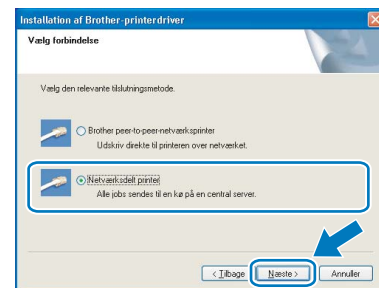 Installation af Brother-printerdriver
Vælg forbindelse
Vælg den relevante tilslutningsmetode.
Brother peer-to-peer-netværksprinter
Udskriv direkte til printeren over netværket.
Netværksdelt printer
Alle jobs sendes til en kø på en central server.
< Tilbage Næste > Annuller